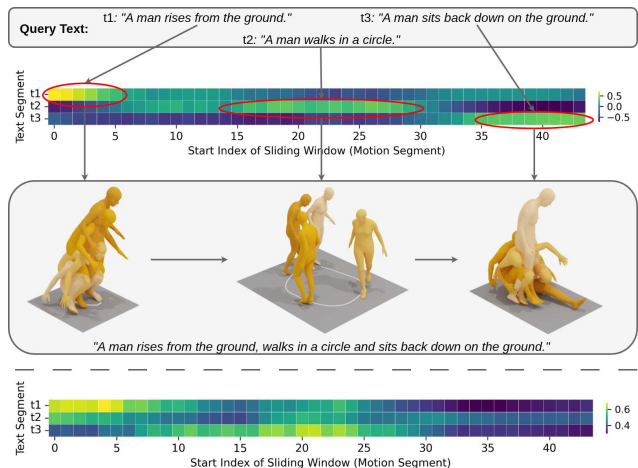 t1: "A man rises from the ground." t3: "A man sits back down on the ground."
Query Text:
t2: "A man walks in a circle."
Text Segment
t1
t2
t3
0 5 10 15 20 25 30 35 40
0.5
0.0
−0.5
Start Index of Sliding Window (Motion Segment)
"A man rises from the ground, walks in a circle and sits back down on the ground."
Text Segment
t1
t2
t3
0 5 10 15 20 25 30 35 40
0.6
0.4
Start Index of Sliding Window (Motion Segment)